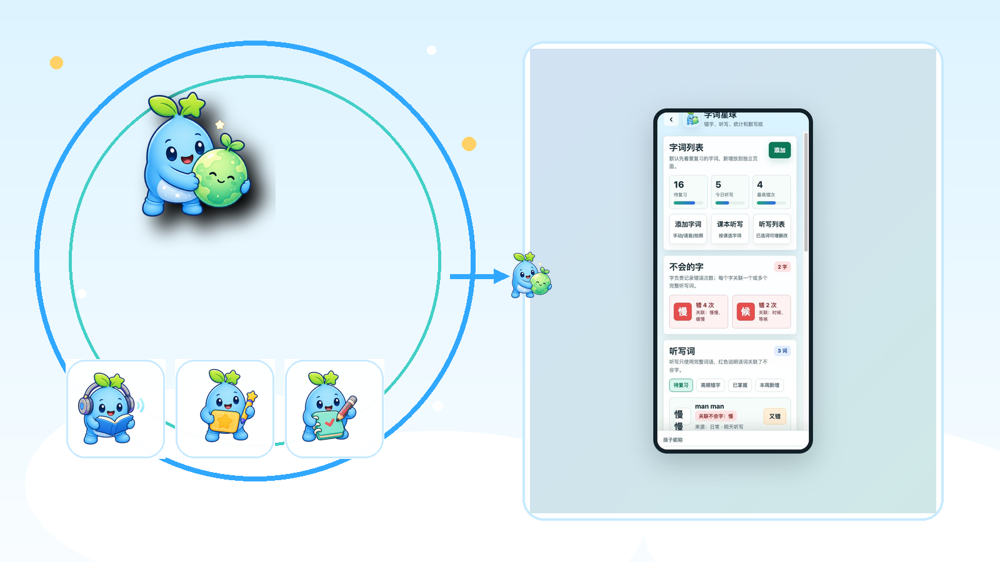 字词星球
错字、听写、统计和默写纸
字词列表
添加
默认先看要复习的字词，新增放到独立页
面。
16
待复习
5
今日听写
4
最高错次
添加字词
手动/语音/拍照
课本听写
按课选字词
听写列表
已选词可增删改
不会的字
2 字
字负责记录错误次数；每个字关联一个或多个
完整听写词。
慢
错 4 次
关联：慢慢、
缓慢
候
错 2 次
关联：时候、
等候
听写词
3 词
听写只使用完整词语，红色说明该词关联了不
会字。
待复习
高频错字
已掌握
本周新增
慢
慢
man man
关联不会字：慢
来源：日常 · 明天听写
又错
孩子昵称